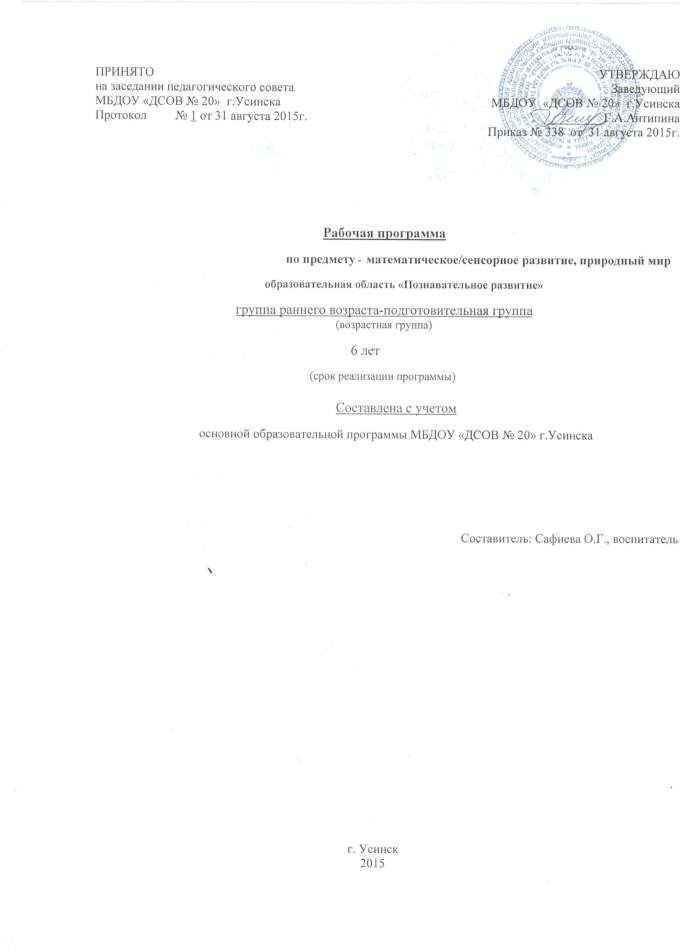 ПРИНЯТО
на заседании педагогического совета
МБДОУ «ДСОВ № 20» г.Усинска
Протокол № 1 от 31 августа 2015г.
УТВЕРЖДАЮ
Заведующий
МБДОУ «ДСОВ № 20» г.Усинска
Г.А.Антипина
Приказ № 338 от 31 августа 2015г.
Рабочая программа
по предмету - математическое/сенсорное развитие, природный мир
образовательная область «Познавательное развитие»
группа раннего возраста-подготовительная группа
(возрастная группа)
6 лет
(срок реализации программы)
Составлена с учетом
основной образовательной программы МБДОУ «ДСОВ № 20» г.Усинска
Составитель: Сафиева О.Г., воспитатель
г. Усинск
2015